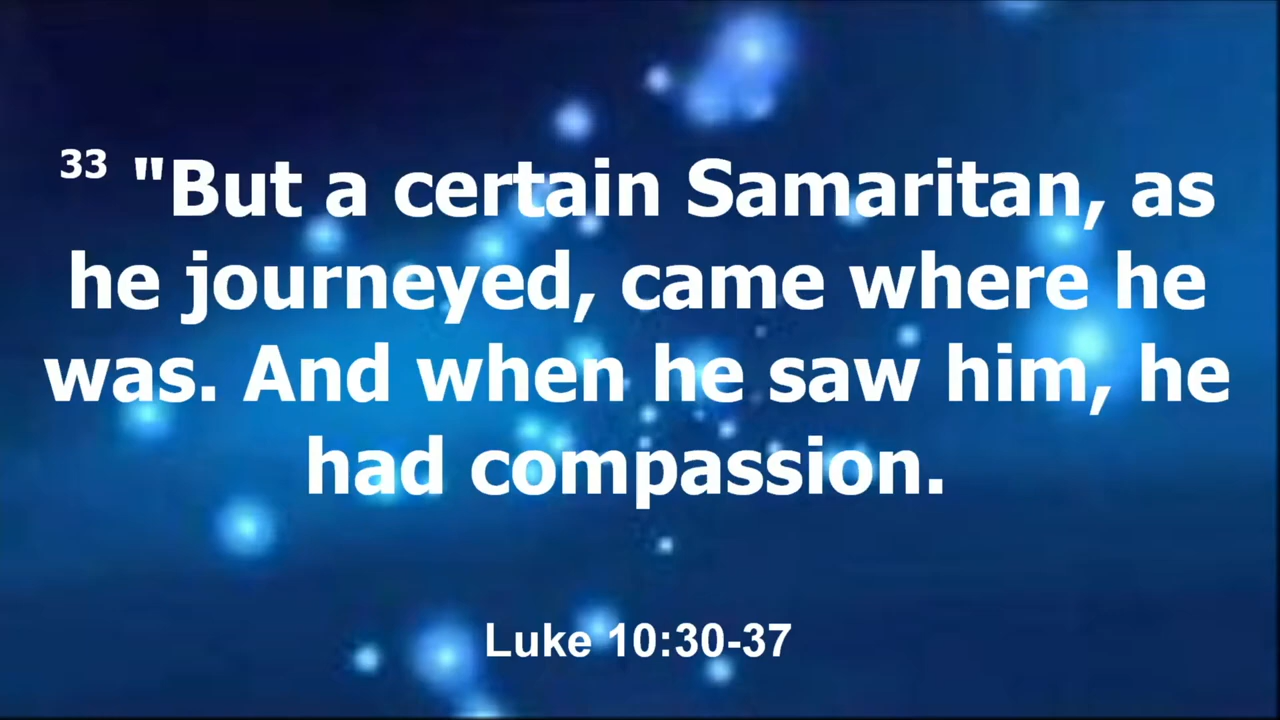 33 "But a certain Samaritan, as
he journeyed, came where he
was. And when he saw him, he
had compassion.
Luke 10:30-37